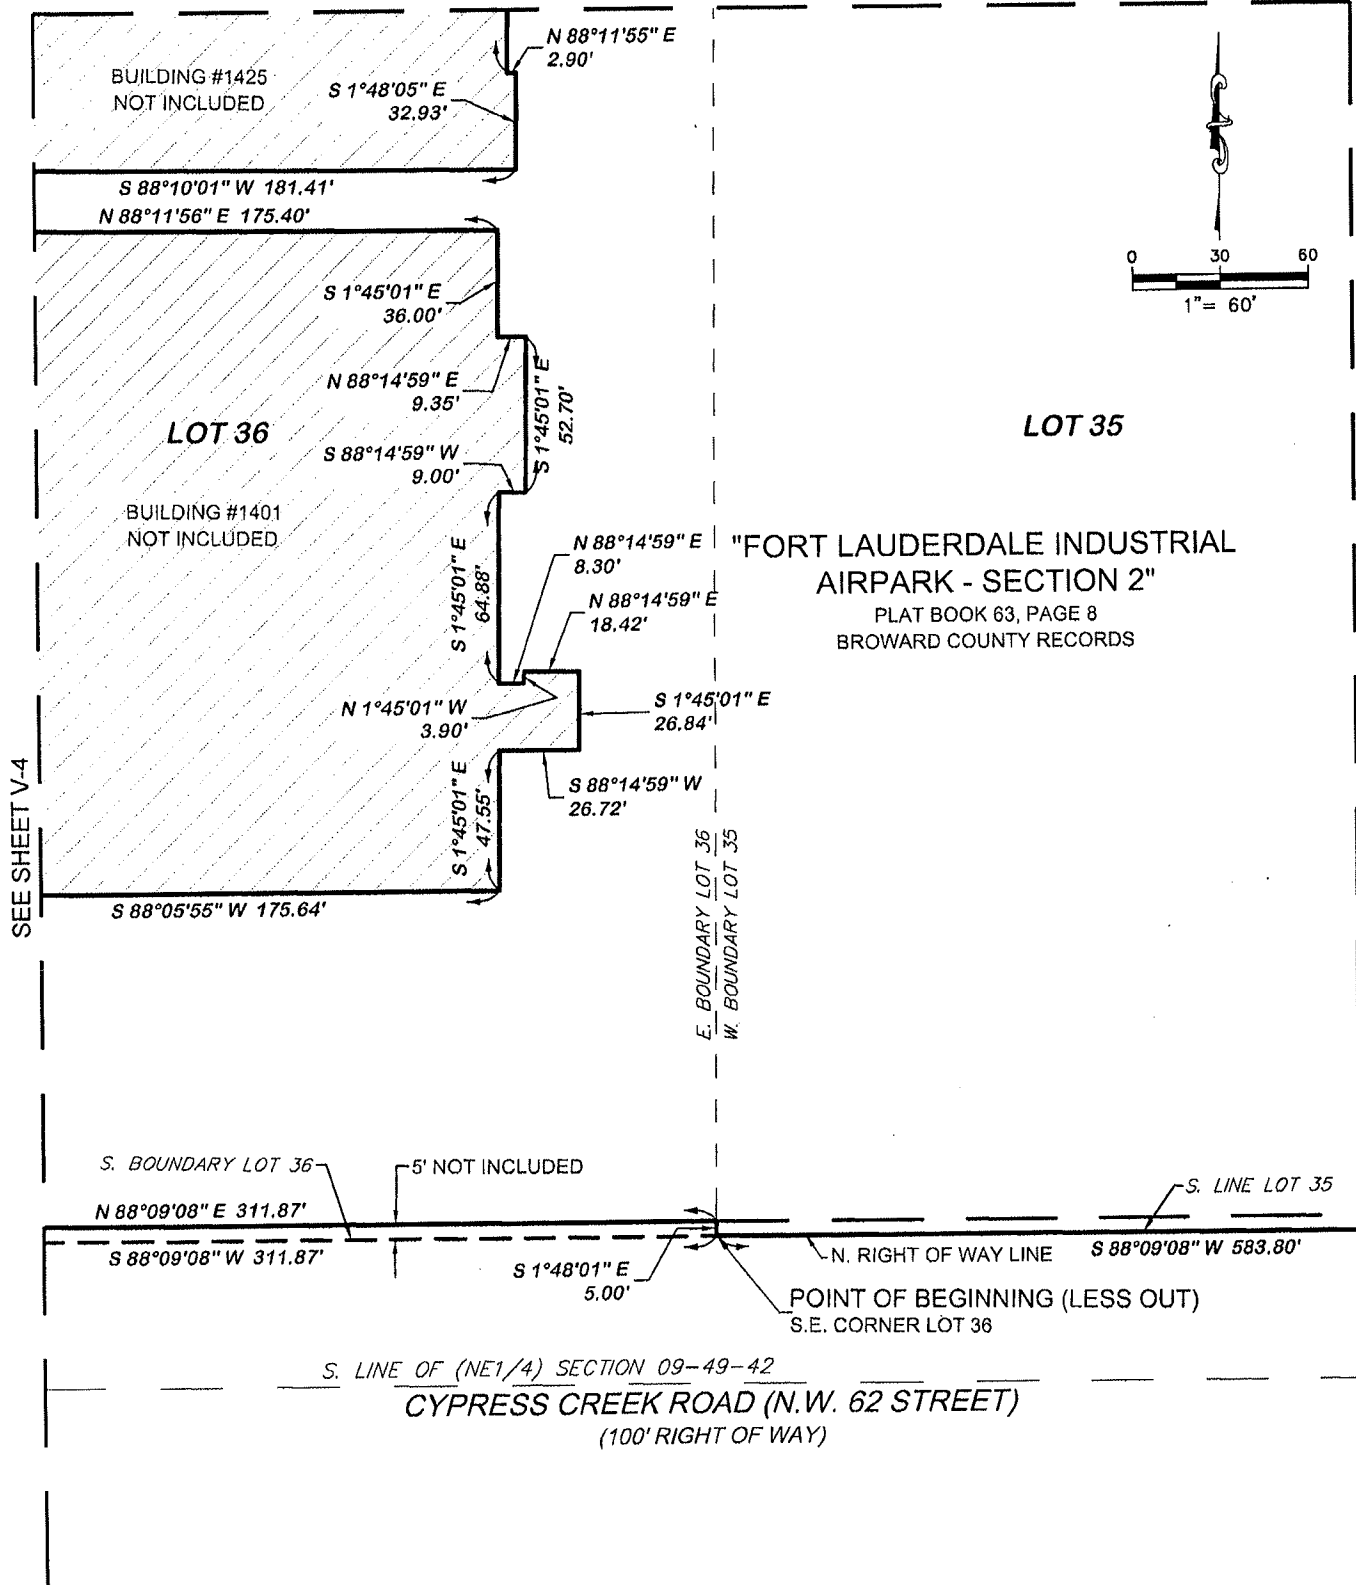 N 88°11'55" E
2.90'
BUILDING #1425
NOT INCLUDED
S 1°48'05" E
32.93'
S 88°10'01" W 181.41'
N 88°11'56" E 175.40'
0 30 60
1"= 60'
S 1°45'01" E
36.00'
N 88°14'59" E
9.35'
S 1°45'01" E
52.70'
LOT 36
LOT 35
S 88°14'59" W
9.00'
BUILDING #1401
NOT INCLUDED
S 1°45'01" E
64.88'
N 88°14'59" E
8.30'
N 88°14'59" E
18.42'
"FORT LAUDERDALE INDUSTRIAL
AIRPARK - SECTION 2"
PLAT BOOK 63, PAGE 8
BROWARD COUNTY RECORDS
N 1°45'01" W
3.90'
S 1°45'01" E
26.84'
S 88°14'59" W
26.72'
S 1°45'01" E
47.55'
SEE SHEET V-4
S 88°05'55" W 175.64'
E. BOUNDARY LOT 36
W. BOUNDARY LOT 35
S. BOUNDARY LOT 36
5' NOT INCLUDED
S. LINE LOT 35
N 88°09'08" E 311.87'
S 88°09'08" W 311.87'
S 1°48'01" E
5.00'
N. RIGHT OF WAY LINE
S 88°09'08" W 583.80'
POINT OF BEGINNING (LESS OUT)
S.E. CORNER LOT 36
S. LINE OF (NE1/4) SECTION 09-49-42
CYPRESS CREEK ROAD (N.W. 62 STREET)
(100' RIGHT OF WAY)